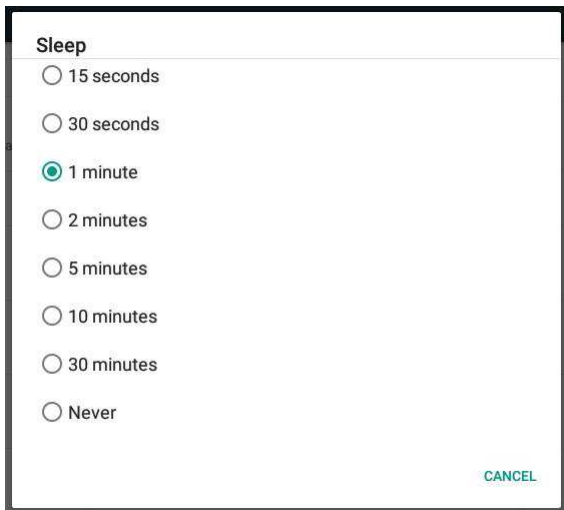 Sleep
15 seconds
30 seconds
1 minute
2 minutes
5 minutes
10 minutes
30 minutes
Never
CANCEL